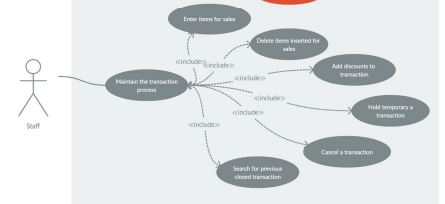 Enter items for sales
Delete items inserted for
sales
<<include>>
<<include>>
Add discounts to
transaction
<<include>>
Maintain the transaction
process
<<include>>
Hold temporary a
transaction
<<include>>
<<include>>
Staff
Cancel a transaction
Search for previous
closed transaction